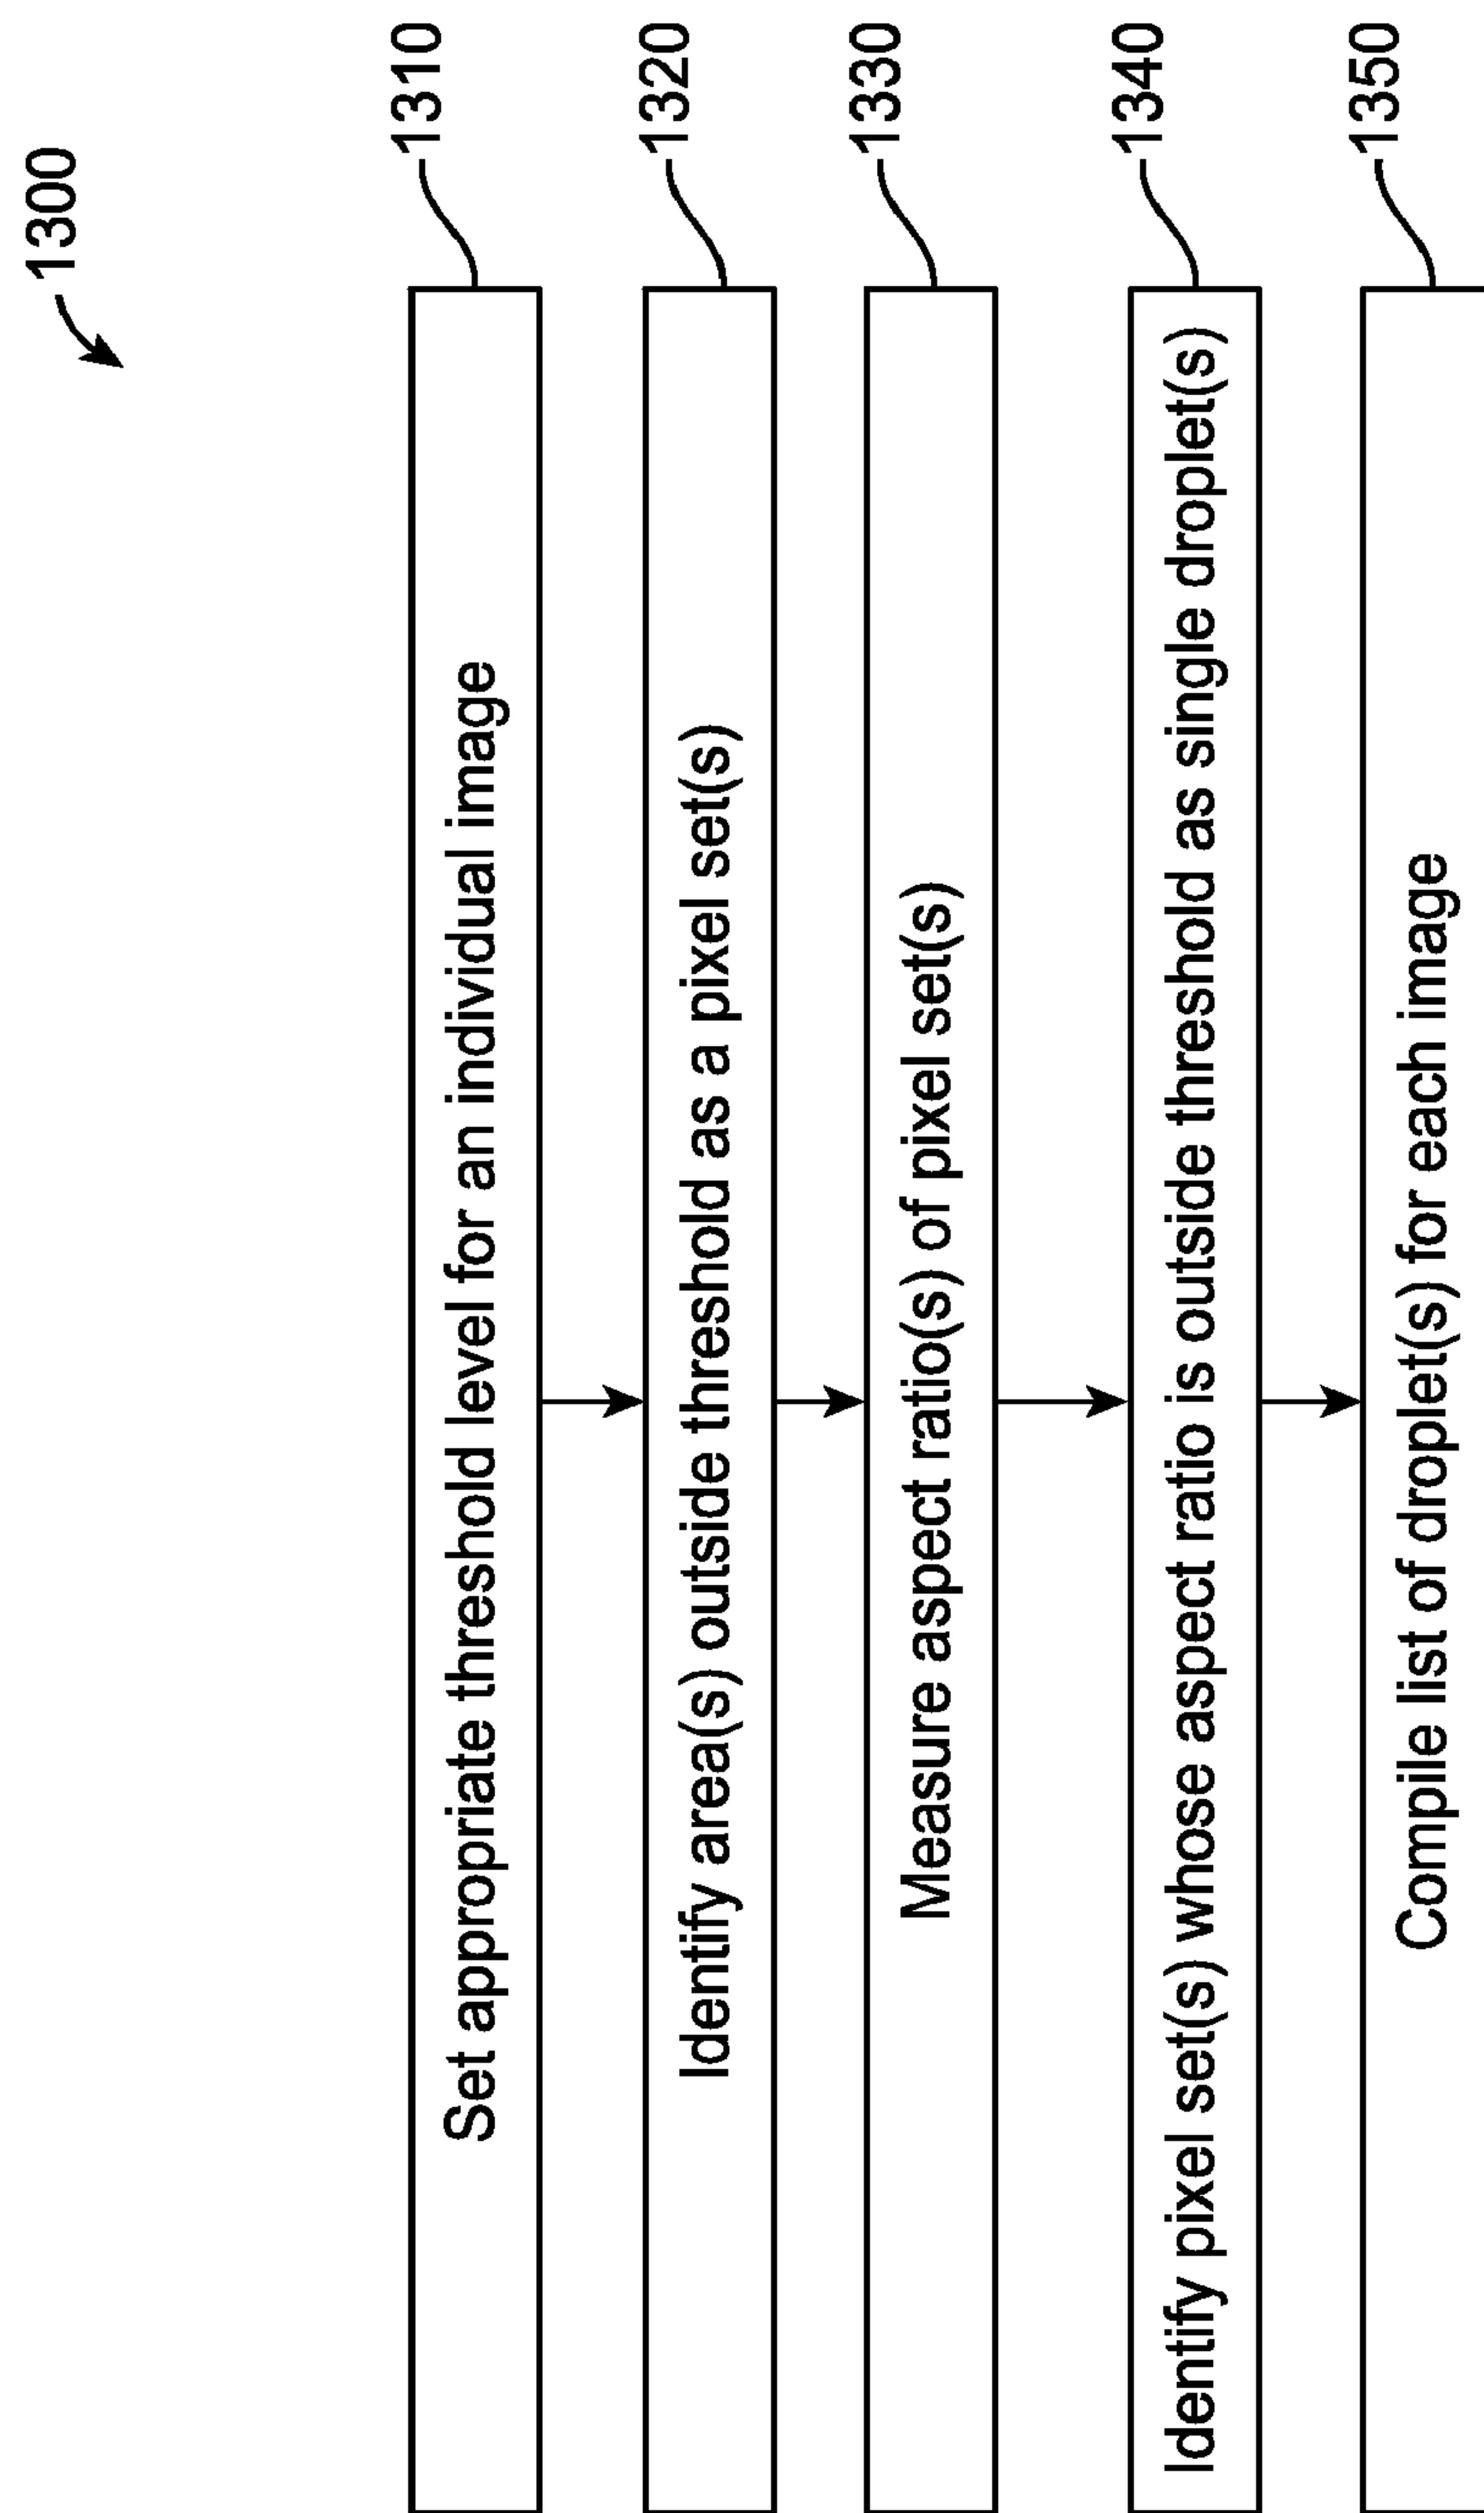 1300
Set appropriate threshold level for an individual image
1310
Identify area(s) outside threshold as a pixel set(s)
1320
Measure aspect ratio(s) of pixel set(s)
1330
Identify pixel set(s) whose aspect ratio is outside threshold as single droplet(s)
1340
Compile list of droplet(s) for each image
1350